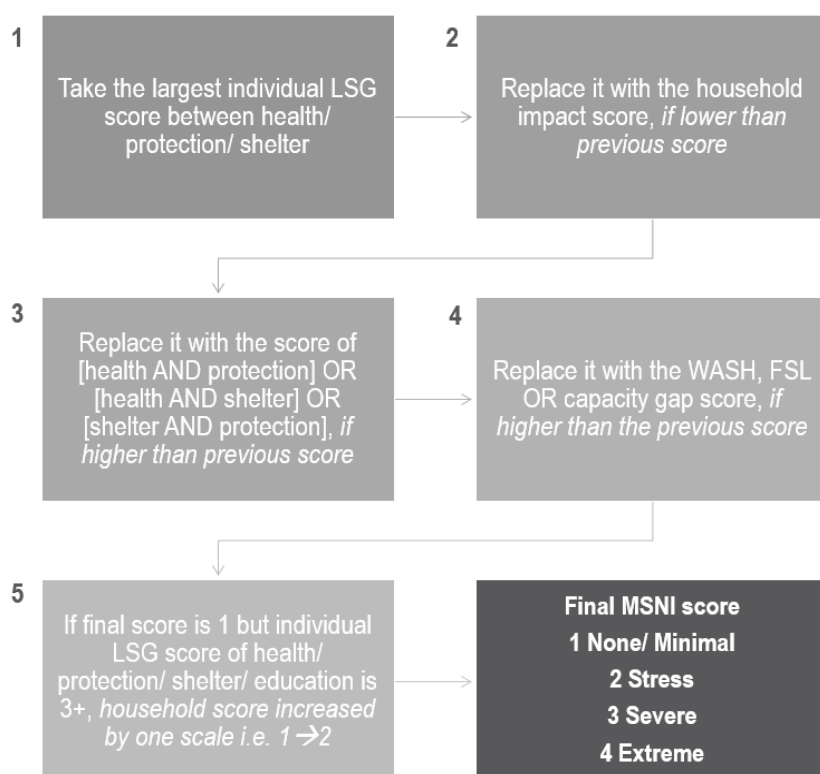 1
Take the largest individual LSG
score between health/
protection/ shelter
2
Replace it with the household
impact score, if lower than
previous score
3
Replace it with the score of
[health AND protection] OR
[health AND shelter] OR
[shelter AND protection], if
higher than previous score
4
Replace it with the WASH, FSL
OR capacity gap score, if
higher than the previous score
5
If final score is 1 but individual
LSG score of health/
protection/ shelter/ education is
3+, household score increased
by one scale i.e. 1→2
Final MSNI score
1 None/ Minimal
2 Stress
3 Severe
4 Extreme